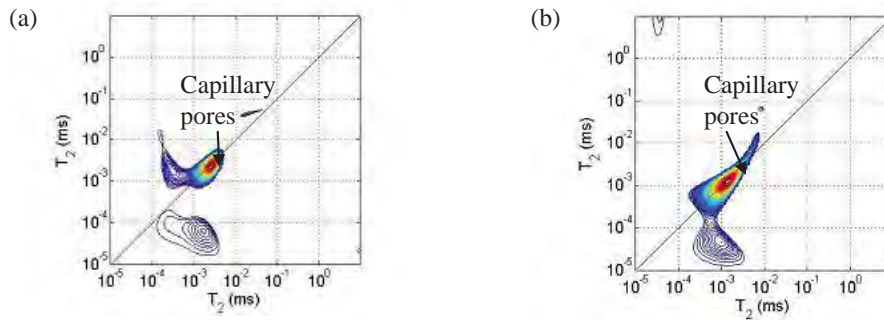 (a)
10⁰
10⁻¹
10⁻²
10⁻³
10⁻⁴
10⁻⁵
T₂ (ms)
Capillary
pores
10⁻⁵ 10⁻⁴ 10⁻³ 10⁻² 10⁻¹ 10⁰
T₂ (ms)
(b)
10⁰
10⁻¹
10⁻²
10⁻³
10⁻⁴
10⁻⁵
T₂ (ms)
Capillary
pores
10⁻⁵ 10⁻⁴ 10⁻³ 10⁻² 10⁻¹ 10⁰
T₂ (ms)